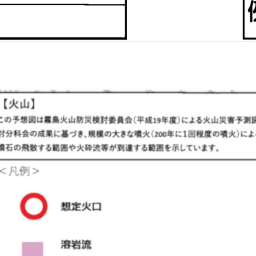 【火山】
この予想図は霧島火山防災検討委員会（平成19年度）による火山災害予測図
付分科会の成果に基づき、規模の大きな噴火（200年に1回程度の噴火）によ
噴石の飛散する範囲や火砕流等が到達する範囲を示しています。
＜凡例＞
想定火口
溶岩流